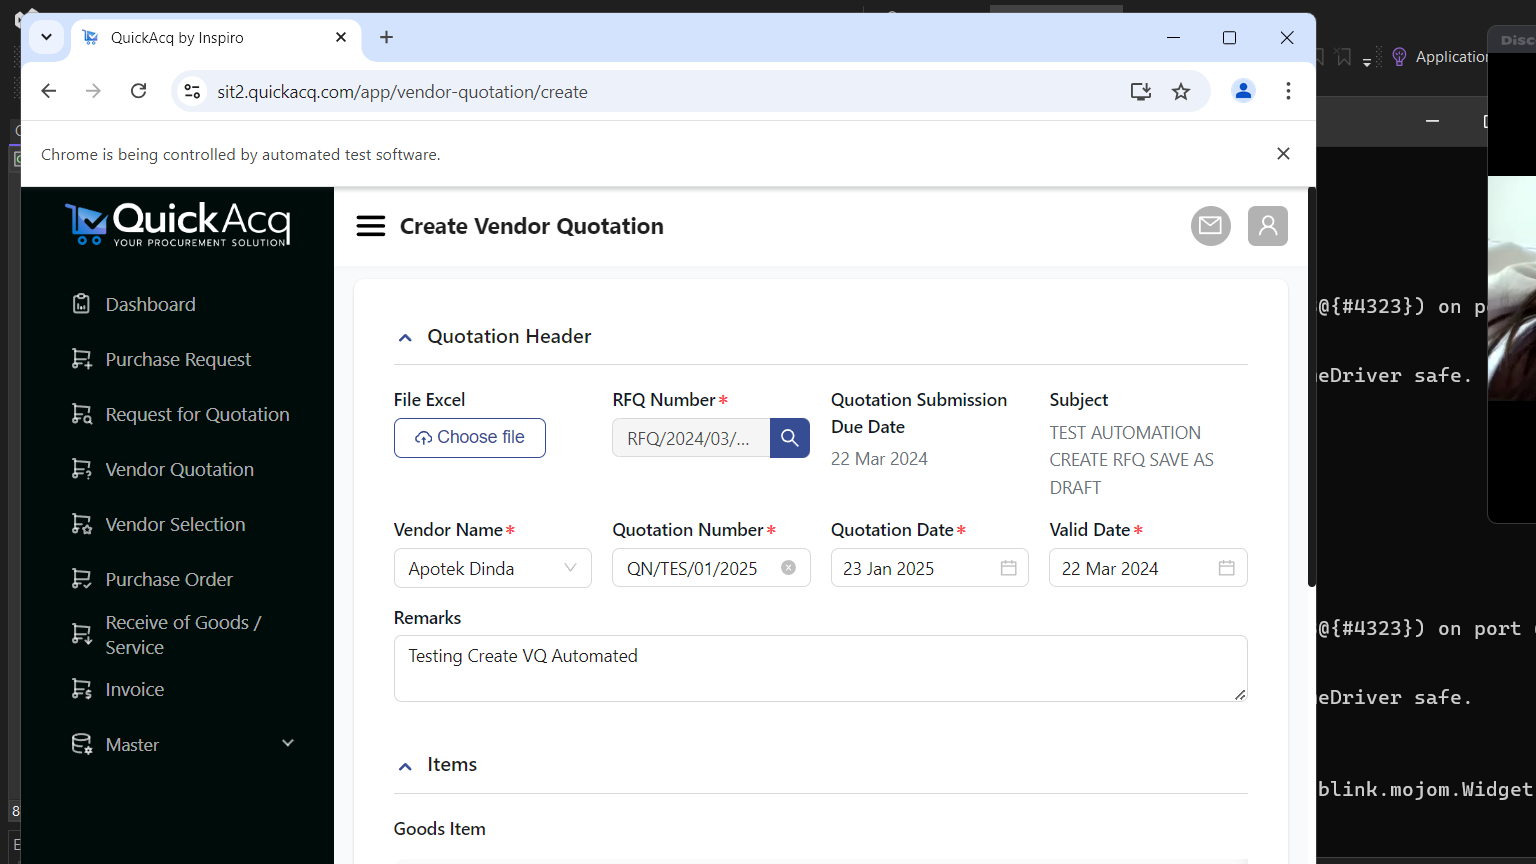 QuickAcq by Inspiro
sit2.quickacq.com/app/vendor-quotation/create
Chrome is being controlled by automated test software.
QuickAcq
YOUR PROCUREMENT SOLUTION
Dashboard
Purchase Request
Request for Quotation
Vendor Quotation
Vendor Selection
Purchase Order
Receive of Goods /
Service
Invoice
Master
Create Vendor Quotation
Quotation Header
File Excel
Choose file
RFQ Number*
RFQ/2024/03/...
Quotation Submission
Due Date
22 Mar 2024
Subject
TEST AUTOMATION
CREATE RFQ SAVE AS
DRAFT
Vendor Name*
Apotek Dinda
Quotation Number*
QN/TES/01/2025
Quotation Date*
23 Jan 2025
Valid Date*
22 Mar 2024
Remarks
Testing Create VQ Automated
Items
Goods Item
@{#4323}) on
eDriver safe.
@{#4323}) on port
eDriver safe.
blink.mojom.Widget